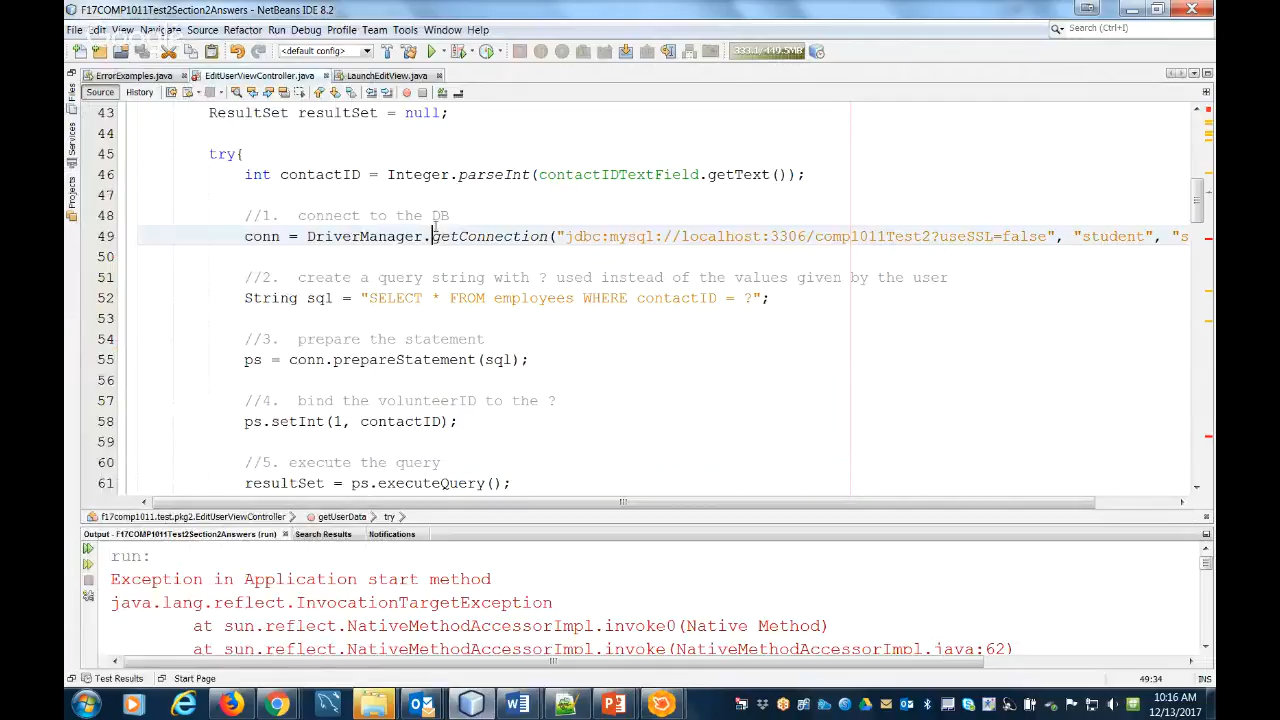 F17COMP1011Test2Section2Answers - NetBeans IDE 8.2
File Edit View Navigate Source Refactor Run Debug Profile Team Tools Window Help
Search (Ctrl+I)
<default config>
333.1/449.5MB
ErrorExamples.java EditUserViewController.java LaunchEditView.java
Source History
Files
Services
Projects
43 ResultSet resultSet = null;
44
45 try{
46 int contactID = Integer.parseInt(contactIDTextField.getText());
47
48 //1. connect to the DB
49 conn = DriverManager.getConnection("jdbc:mysql://localhost:3306/comp1011Test2?useSSL=false", "student", "s
50
51 //2. create a query string with ? used instead of the values given by the user
52 String sql = "SELECT * FROM employees WHERE contactID = ?";
53
54 //3. prepare the statement
55 ps = conn.prepareStatement(sql);
56
57 //4. bind the volunteerID to the ?
58 ps.setInt(1, contactID);
59
60 //5. execute the query
61 resultSet = ps.executeQuery();
f17comp1011.test.pkg2.EditUserViewController getUserData try
Output - F17COMP1011Test2Section2Answers (run) Search Results Notifications
run:
Exception in Application start method
java.lang.reflect.InvocationTargetException
at sun.reflect.NativeMethodAccessorImpl.invoke0(Native Method)
at sun.reflect.NativeMethodAccessorImpl.invoke(NativeMethodAccessorImpl.java:62)
Test Results Start Page
49:34 INS
10:16 AM
12/13/2017